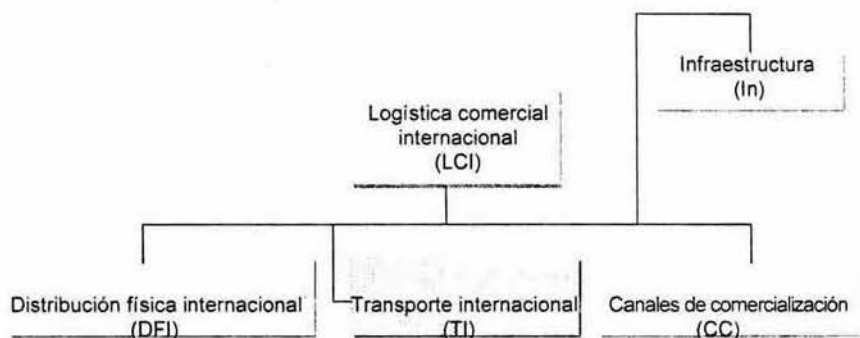 Infraestructura
(In)
Logística comercial
internacional
(LCI)
Distribución física internacional
(DFI)
Transporte internacional
(TI)
Canales de comercialización
(CC)